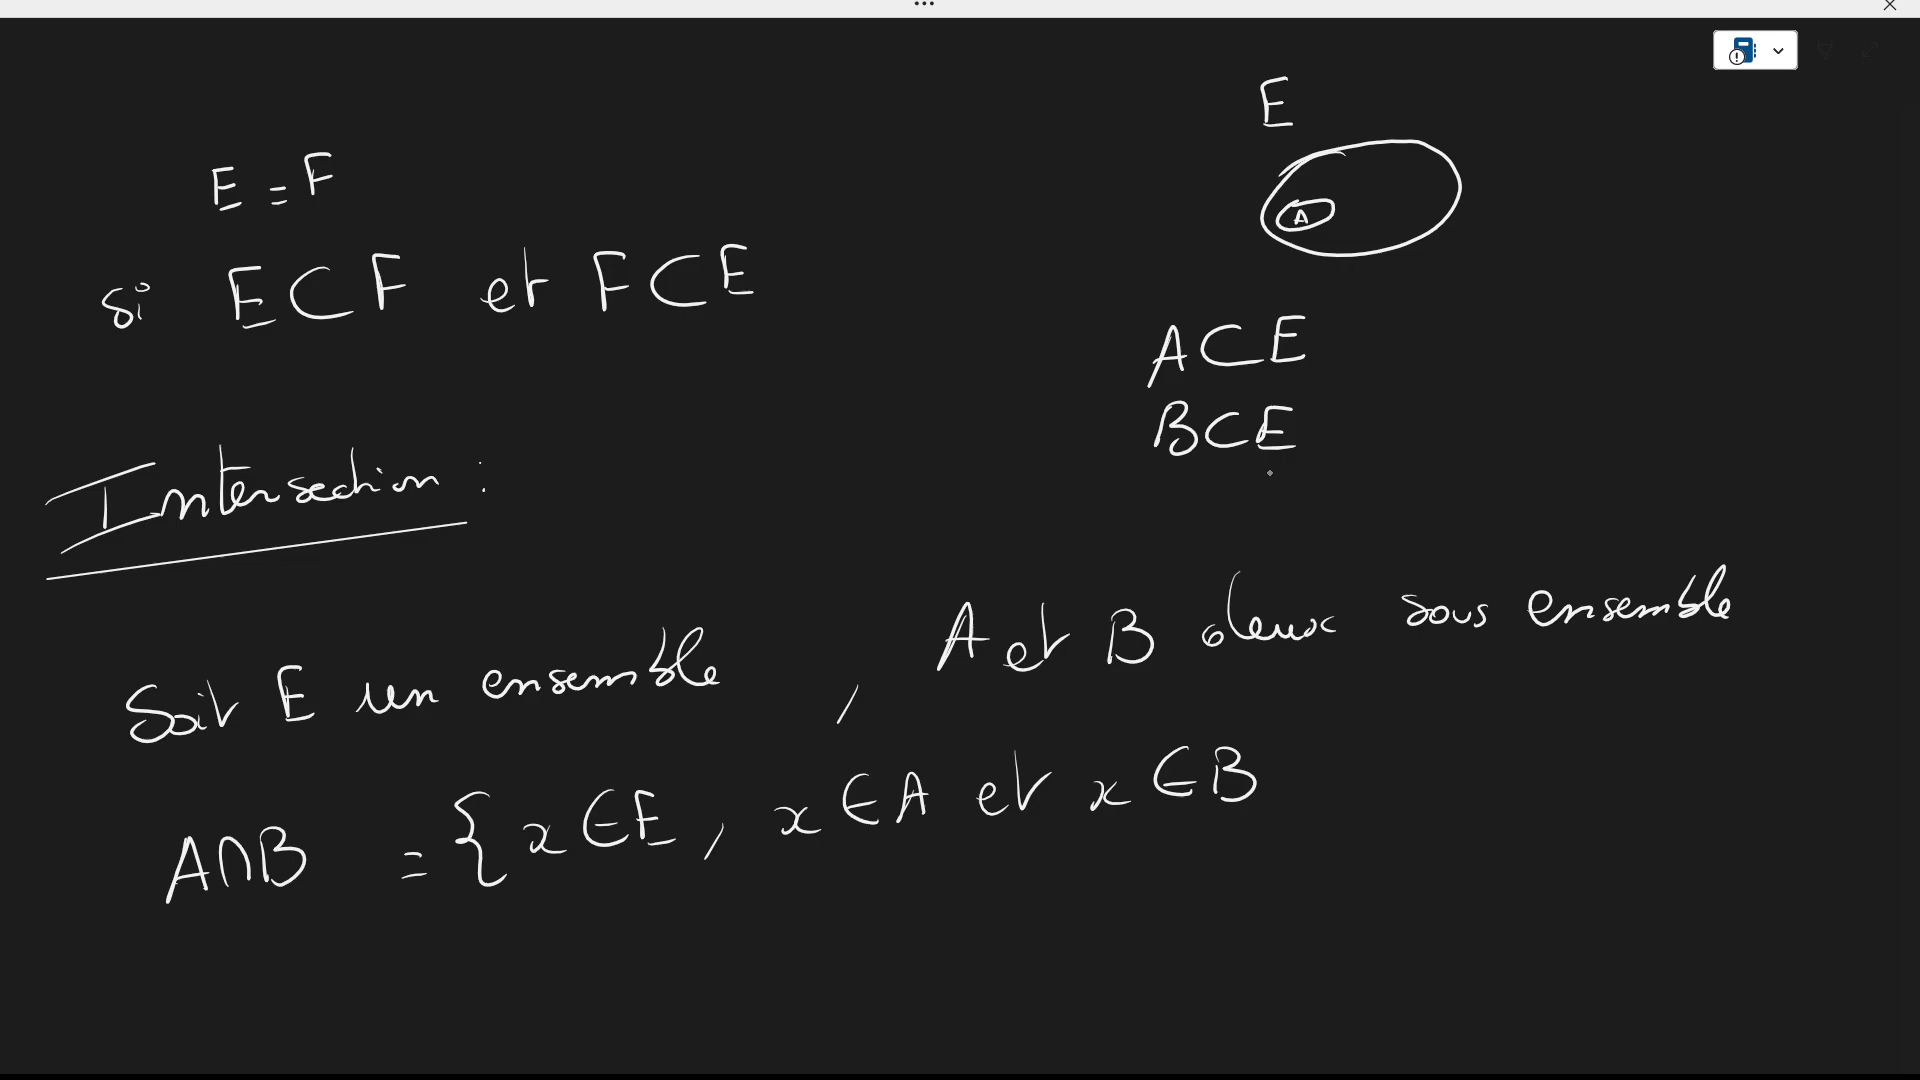 E = F
si E ⊂ F et F ⊂ E
E
A
A ⊂ E
B ⊂ E
Intersection :
Soit E un ensemble , A et B deux sous ensemble
A∩B = { x ∈ E , x ∈ A et x ∈ B